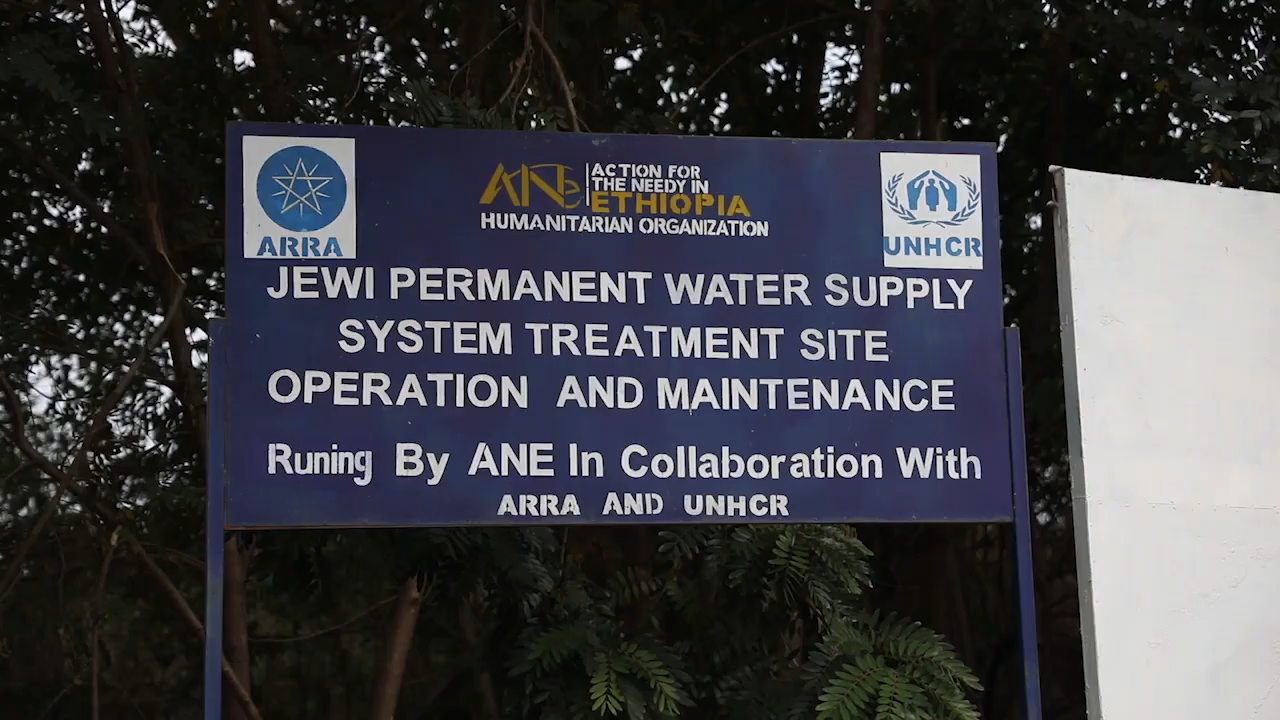 ARRA
ANE
ACTION FOR
THE NEEDY IN
ETHIOPIA
HUMANITARIAN ORGANIZATION
UNHCR
JEWI PERMANENT WATER SUPPLY
SYSTEM TREATMENT SITE
OPERATION AND MAINTENANCE
Runing By ANE In Collaboration With
ARRA AND UNHCR